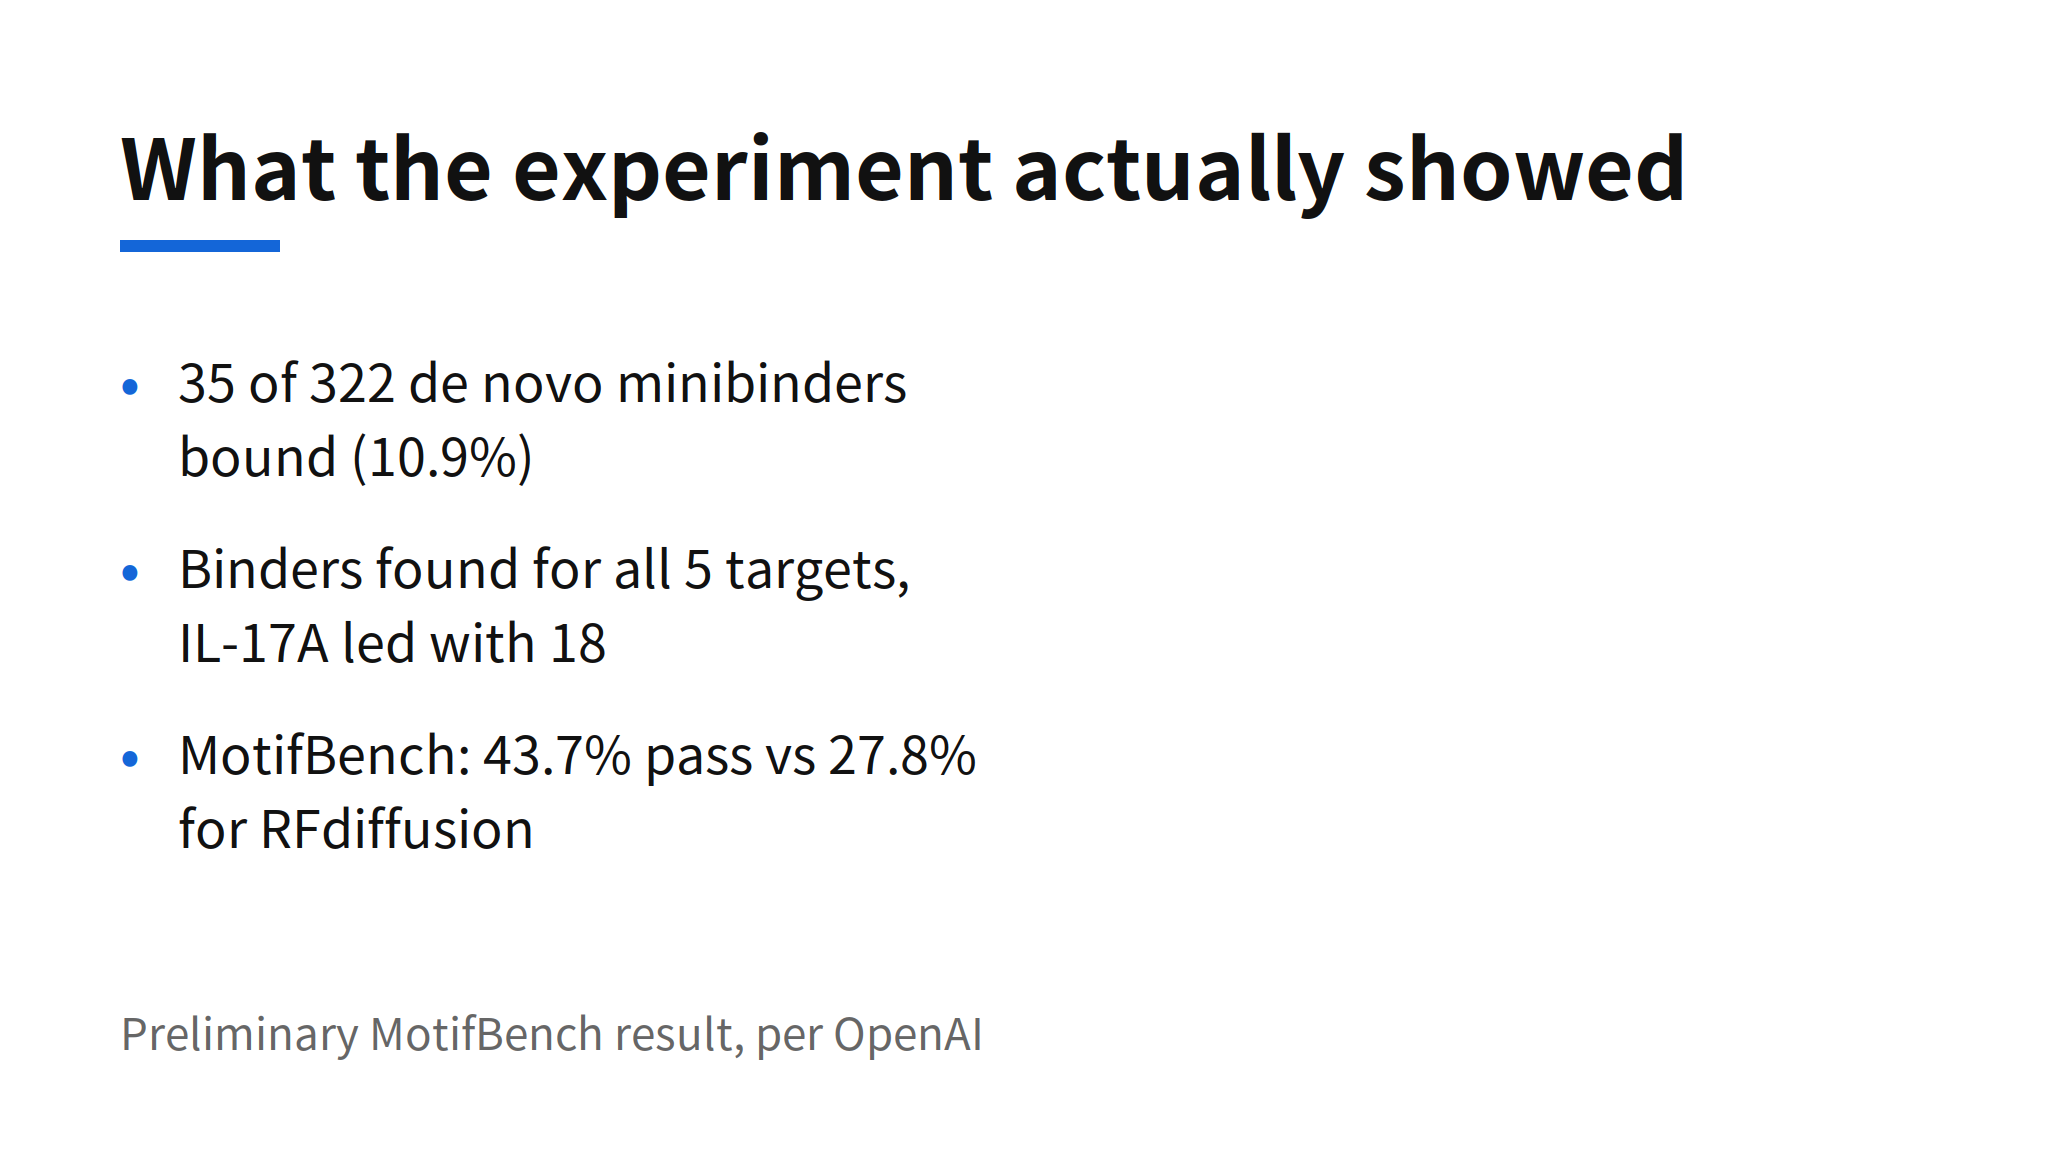 What the experiment actually showed
• 35 of 322 de novo minibinders
bound (10.9%)
• Binders found for all 5 targets,
IL-17A led with 18
• MotifBench: 43.7% pass vs 27.8%
for RFdiffusion
Preliminary MotifBench result, per OpenAI